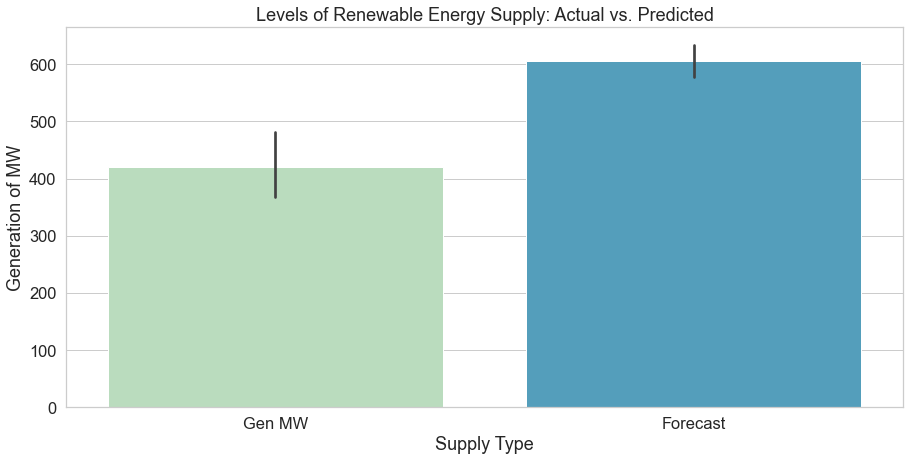 Levels of Renewable Energy Supply: Actual vs. Predicted
Generation of MW
600
500
400
300
200
100
0
Gen MW
Forecast
Supply Type